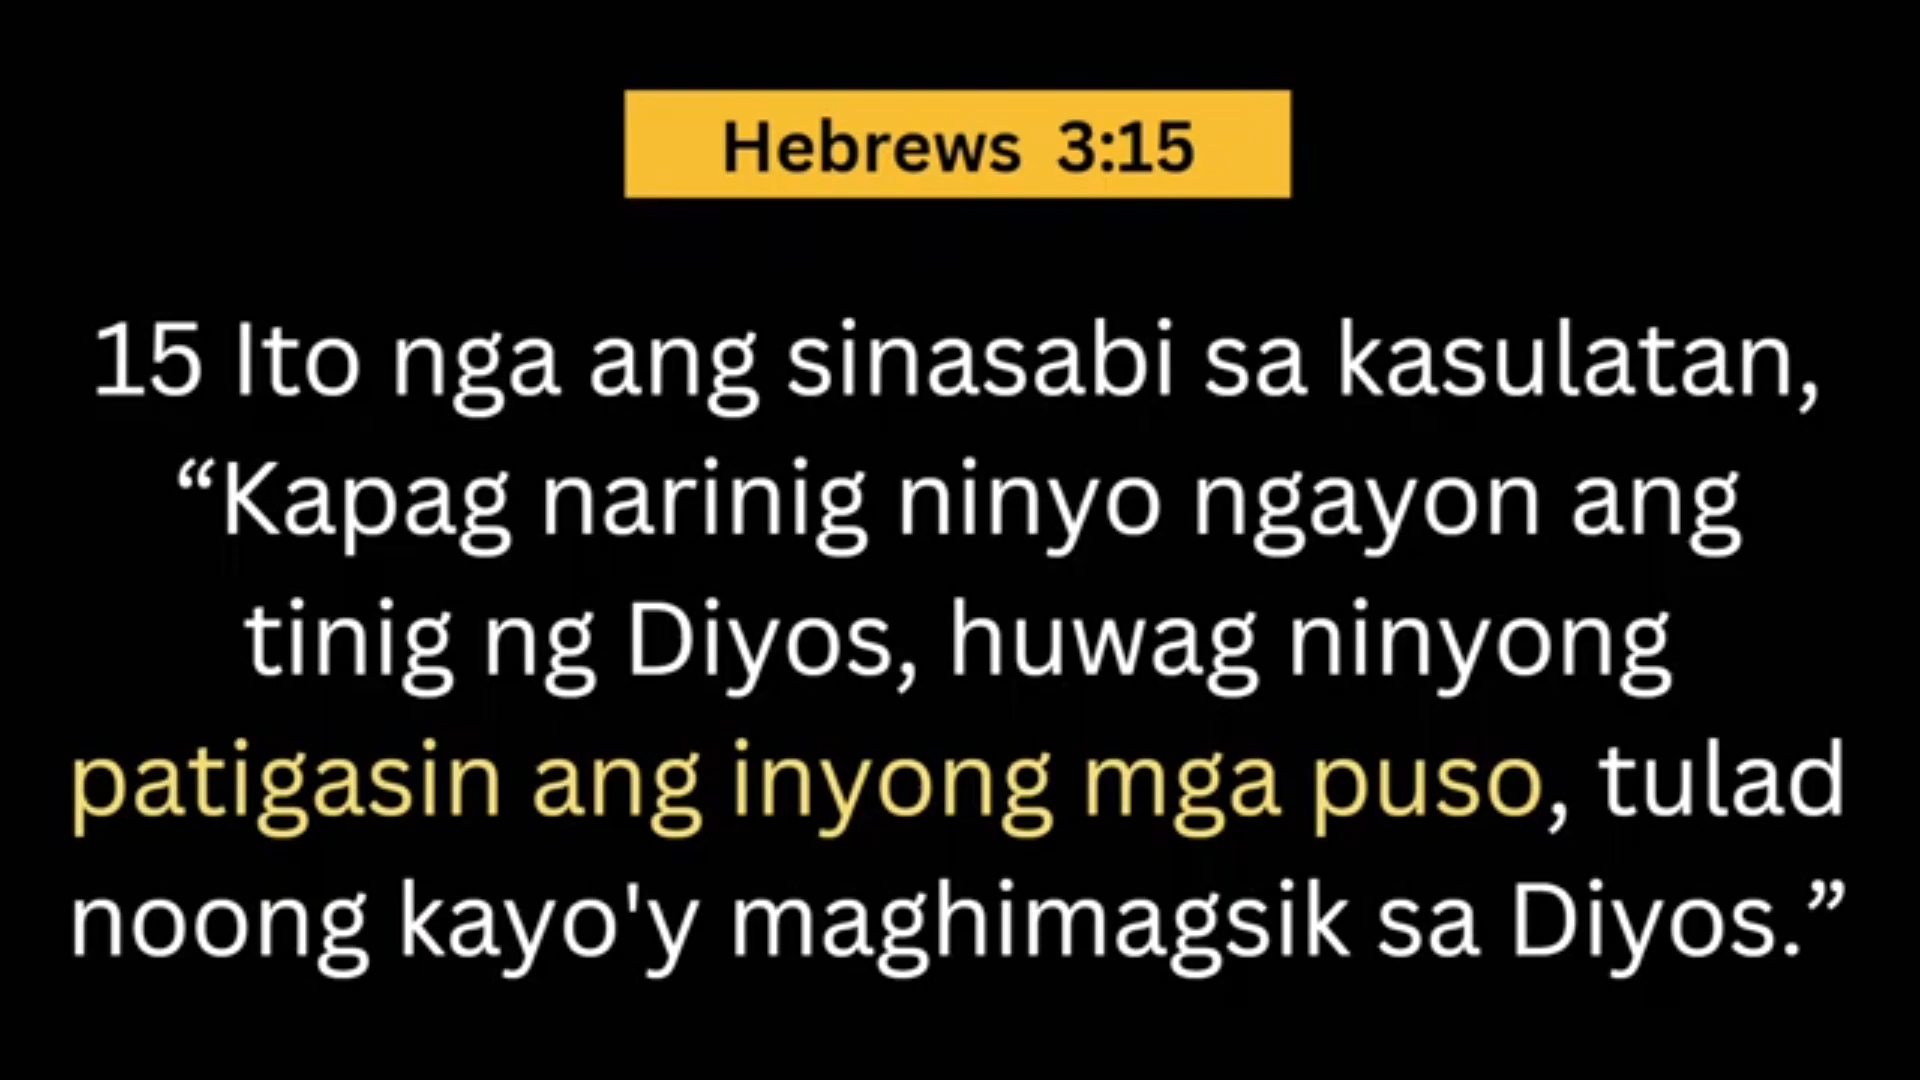 Hebrews 3:15
15 Ito nga ang sinasabi sa kasulatan,
“Kapag narinig ninyo ngayon ang
tinig ng Diyos, huwag ninyong
patigasin ang inyong mga puso, tulad
noong kayo'y maghimagsik sa Diyos.”